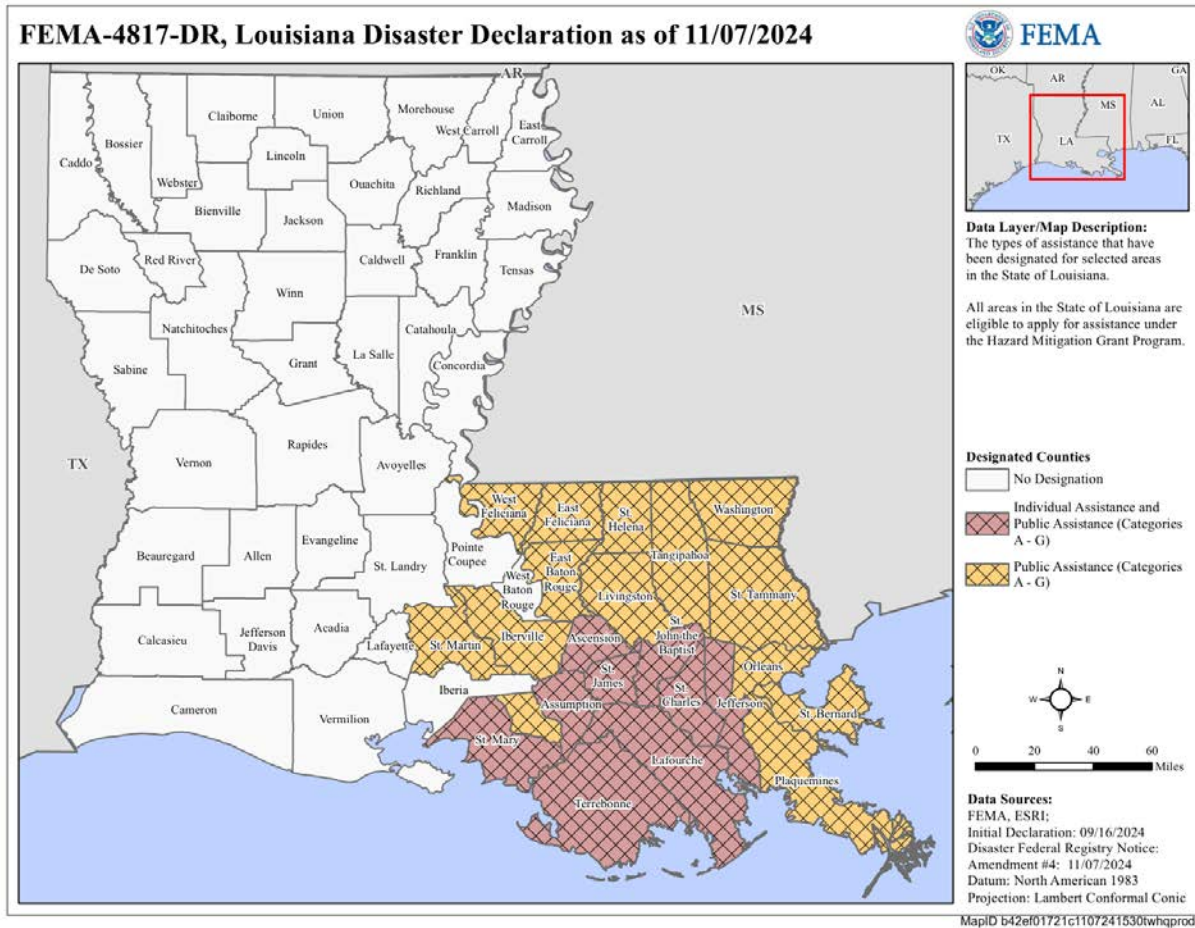 FEMA-4817-DR, Louisiana Disaster Declaration as of 11/07/2024
FEMA
OK
AR
GA
MS
AL
TX
LA
FL
AR
Claiborne
Union
Morehouse
West Carroll
East
Carroll
Caddo
Bossier
Webster
Lincoln
Ouachita
Richland
Madison
Bienville
Jackson
De Soto
Red River
Caldwell
Franklin
Tensas
Winn
Natchitoches
Catahoula
MS
Sabine
Grant
La Salle
Concordia
TX
Vernon
Rapides
Avoyelles
West
Feliciana
East
Feliciana
St.
Helena
Washington
Beauregard
Allen
Evangeline
St. Landry
Pointe
Coupee
West
Baton
Rouge
East
Baton
Rouge
Tangipahoa
Livingston
St. Tammany
Calcasieu
Jefferson
Davis
Acadia
Lafayette
St. Martin
Iberville
Ascension
St.
John the
Baptist
Orleans
Iberia
St.
James
St.
Charles
Cameron
Vermilion
Assumption
Jefferson
St. Bernard
St. Mary
Lafourche
Plaquemines
Terrebonne
Data Layer/Map Description:
The types of assistance that have
been designated for selected areas
in the State of Louisiana.
All areas in the State of Louisiana are
eligible to apply for assistance under
the Hazard Mitigation Grant Program.
Designated Counties
No Designation
Individual Assistance and
Public Assistance (Categories
A - G)
Public Assistance (Categories
A - G)
N
W
E
S
0 20 40 60
Miles
Data Sources:
FEMA, ESRI;
Initial Declaration: 09/16/2024
Disaster Federal Registry Notice:
Amendment #4: 11/07/2024
Datum: North American 1983
Projection: Lambert Conformal Conic
MapID b42ef01721c1107241530twhqprod